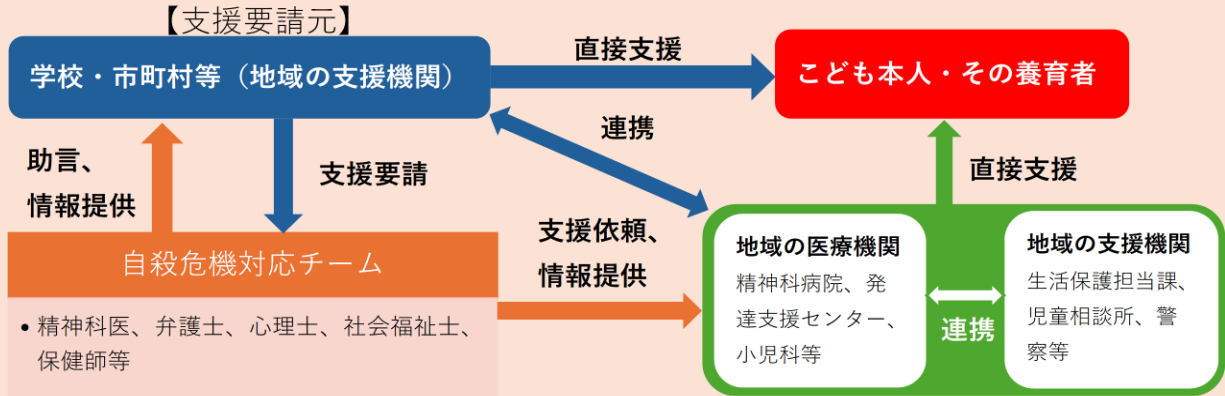 【支援要請元】
学校・市町村等（地域の支援機関）
直接支援
こども本人・その養育者
連携
助言、
情報提供
支援要請
直接支援
自殺危機対応チーム
・精神科医、弁護士、心理士、社会福祉士、
保健師等
支援依頼、
情報提供
地域の医療機関
精神科病院、発
達支援センター、
小児科等
連携
地域の支援機関
生活保護担当課、
児童相談所、警
察等